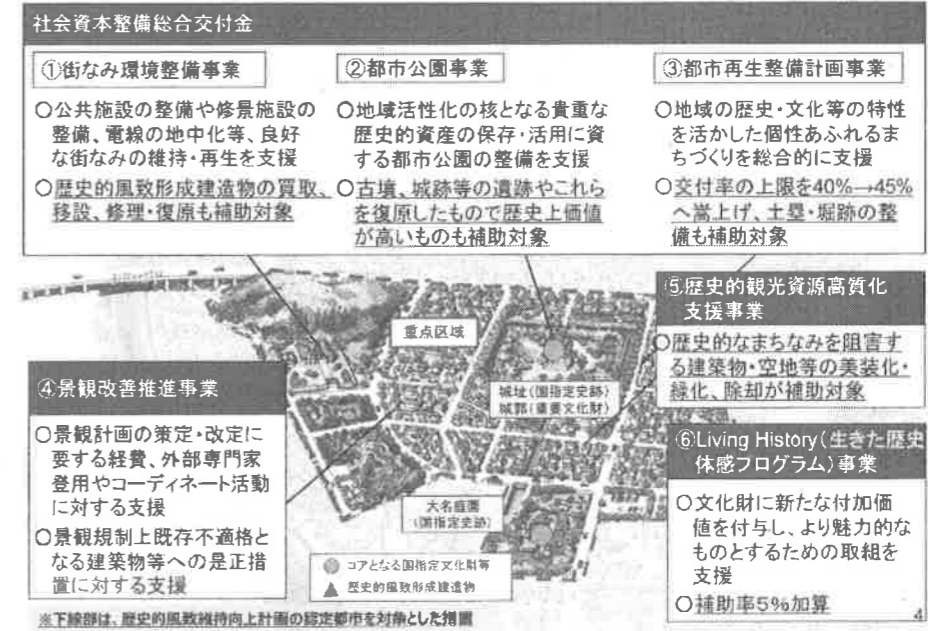 社会資本整備総合交付金
①街なみ環境整備事業
○公共施設の整備や修景施設の
整備、電線の地中化等、良好
な街なみの維持・再生を支援
○歴史的風致形成建造物の買取、
移設、修理・復原も補助対象
②都市公園事業
○地域活性化の核となる貴重な
歴史的資産の保存・活用に資
する都市公園の整備を支援
○古墳、城跡等の遺跡やこれら
を復原したもので歴史上価値
が高いものも補助対象
③都市再生整備計画事業
○地域の歴史・文化等の特性
を活かした個性あふれるま
ちづくりを総合的に支援
○交付率の上限を40%→45%
へ嵩上げ、土塁・堀跡の整
備も補助対象
重点区域
城址(国指定史跡)
城郭(重要文化財)
大名庭園
(国指定史跡)
④景観改善推進事業
○景観計画の策定・改定に
要する経費、外部専門家
登用やコーディネート活動
に対する支援
○景観規制上既存不適格と
なる建築物等への是正措
置に対する支援
⑤歴史的観光資源高質化
支援事業
○歴史的なまちなみを阻害す
る建築物・空地等の美装化・
緑化、除却が補助対象
⑥Living History(生きた歴史
体感プログラム)事業
○文化財に新たな付加価
値を付与し、より魅力的な
ものとするための取組を
支援
○補助率5%加算
コアとなる国指定文化財等
歴史的風致形成建造物
※下線部は、歴史的風致維持向上計画の認定都市を対象とした措置
4